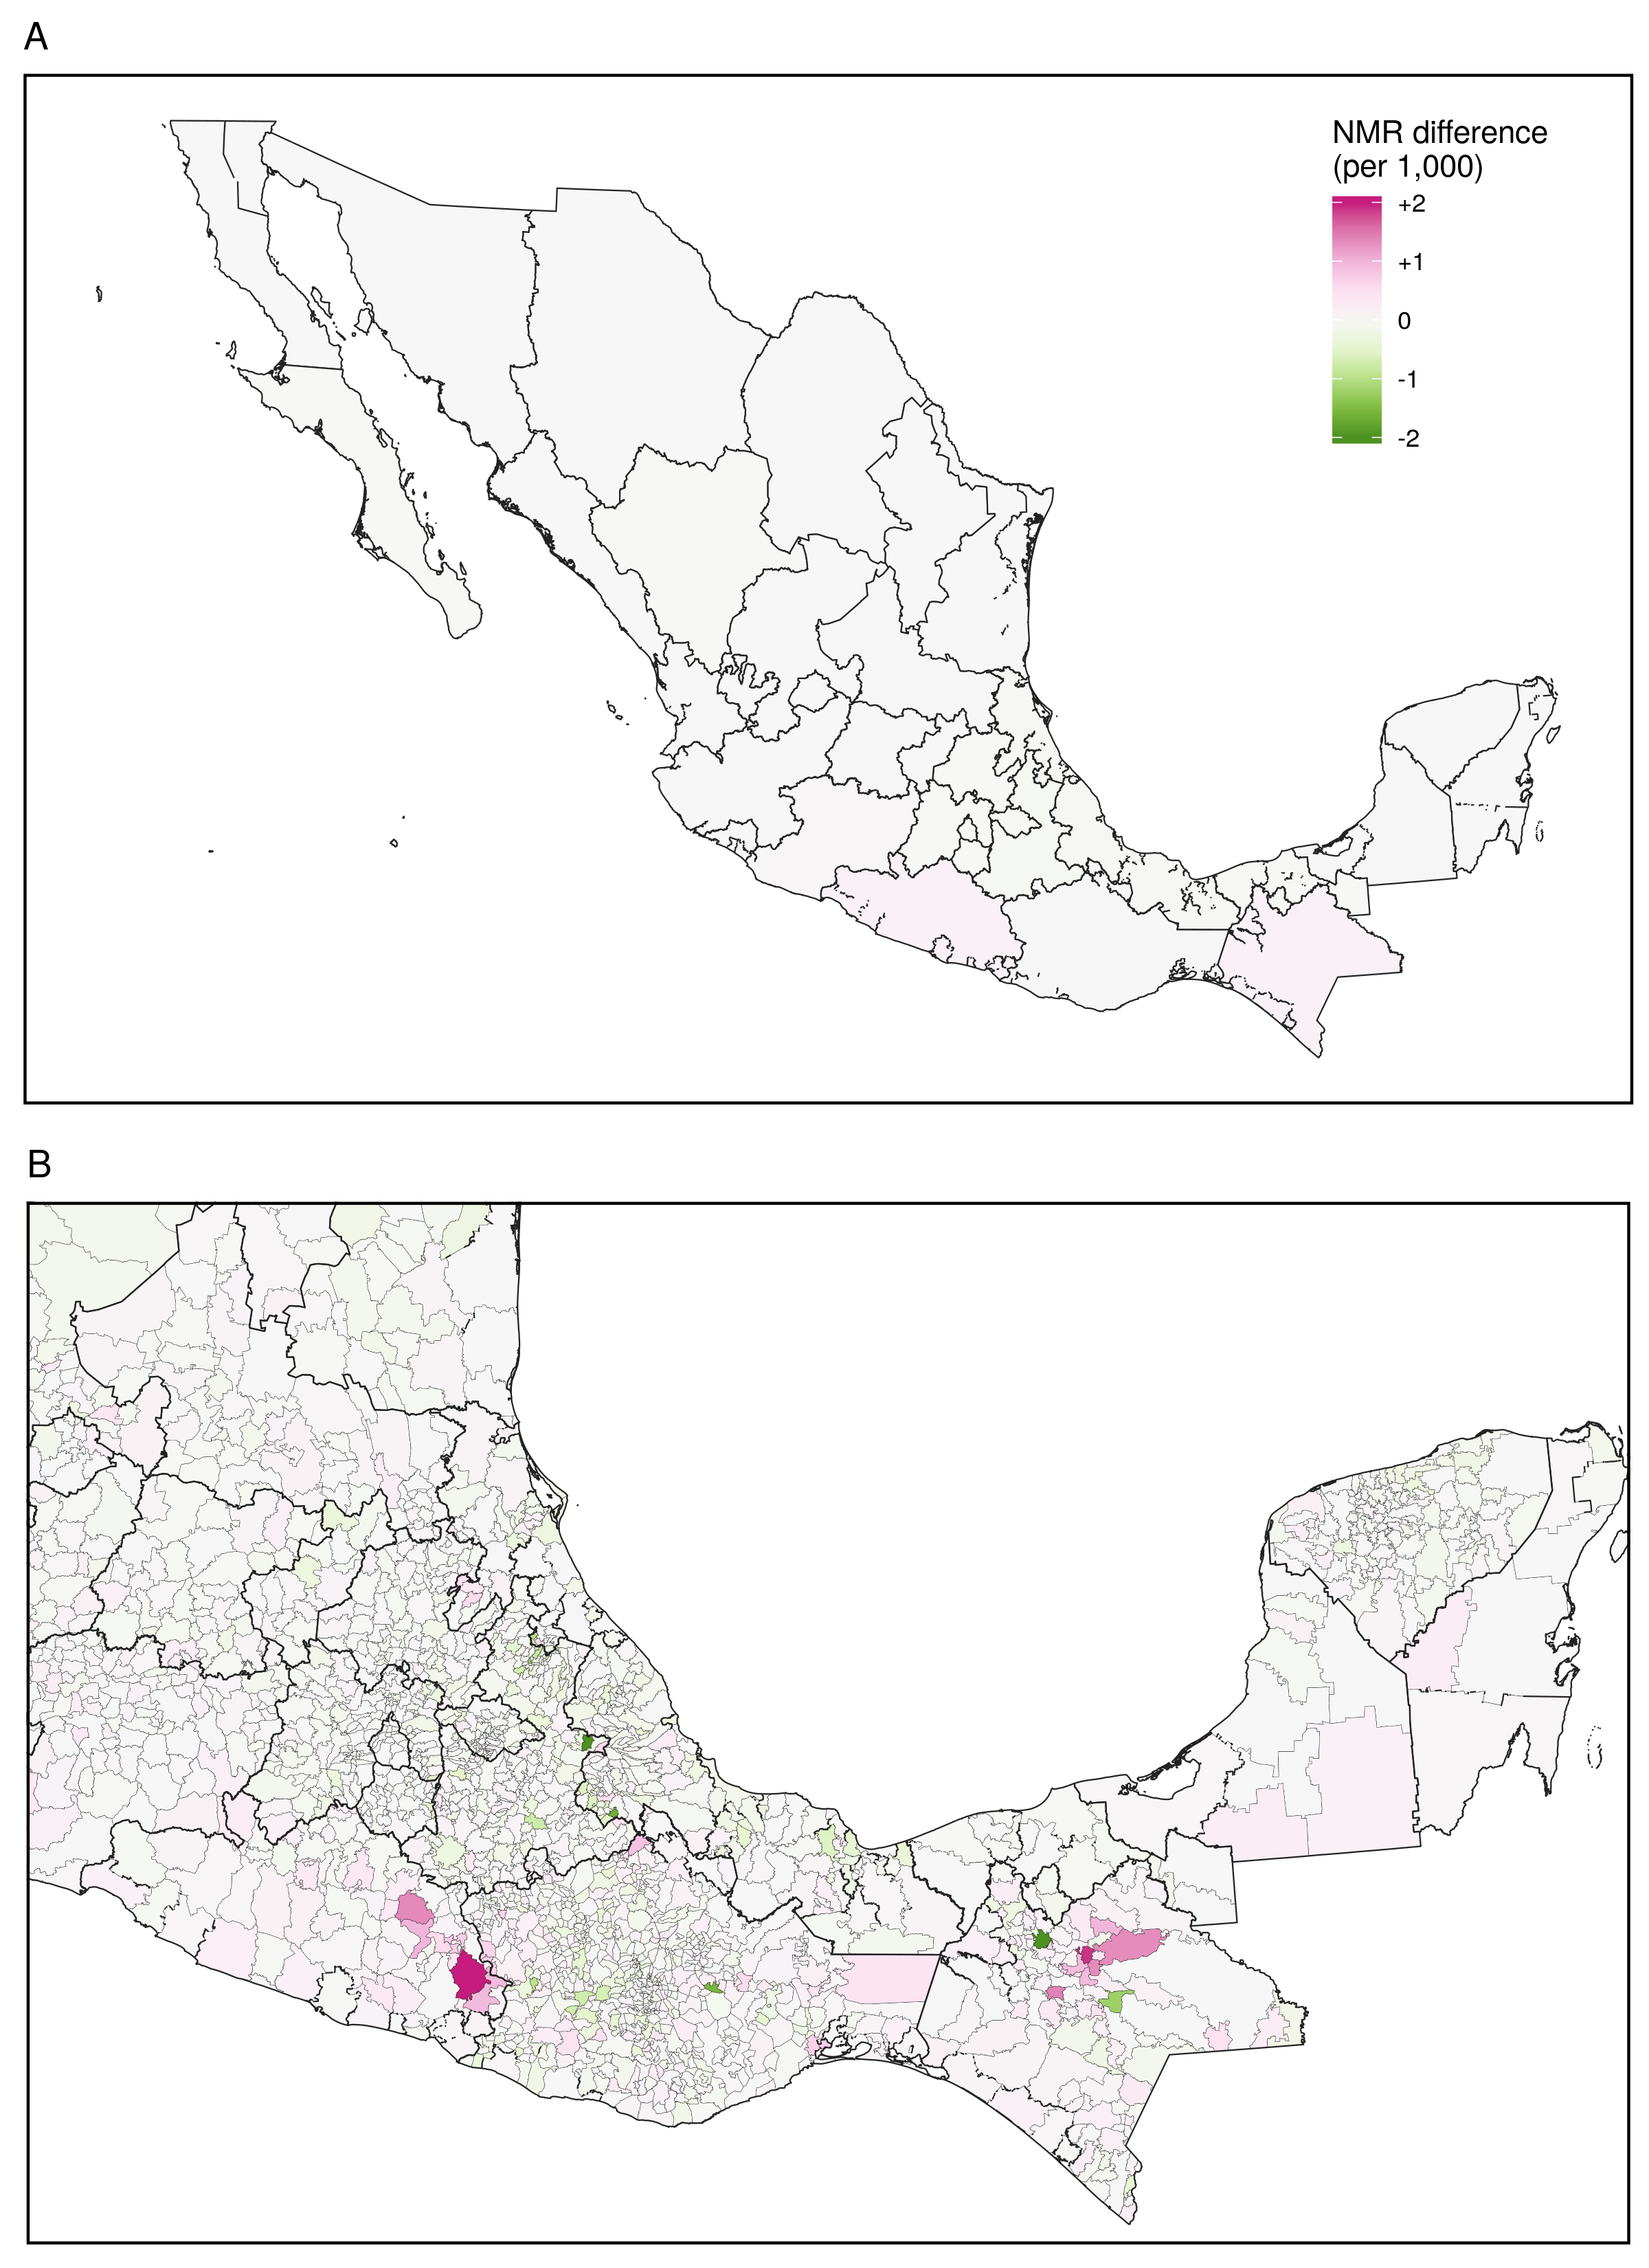 A
NMR difference
(per 1,000)
+2
+1
0
-1
-2
B